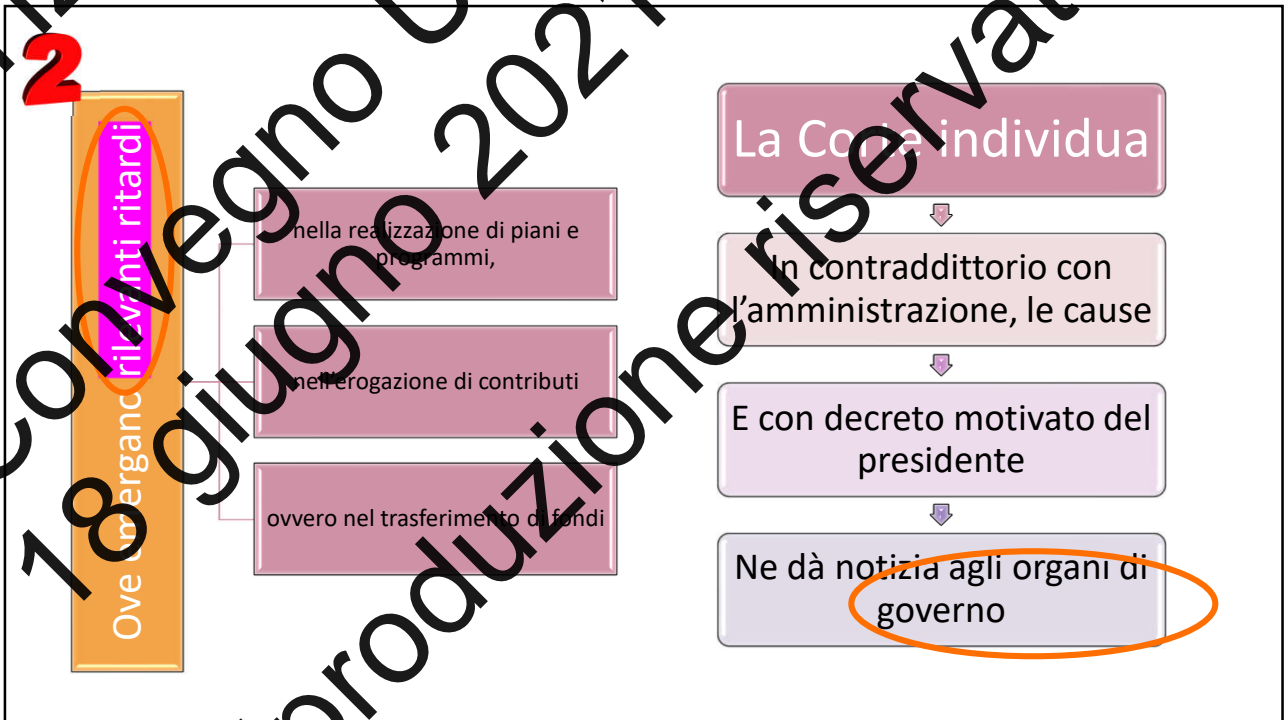 2
Ove emergano rilevanti ritardi
nella realizzazione di piani e
programmi,
nell'erogazione di contributi
ovvero nel trasferimento di fondi
La Corte individua
In contraddittorio con
l'amministrazione, le cause
E con decreto motivato del
presidente
Ne dà notizia agli organi di
governo
Convegno
18 giugno 2021
riproduzione riservat